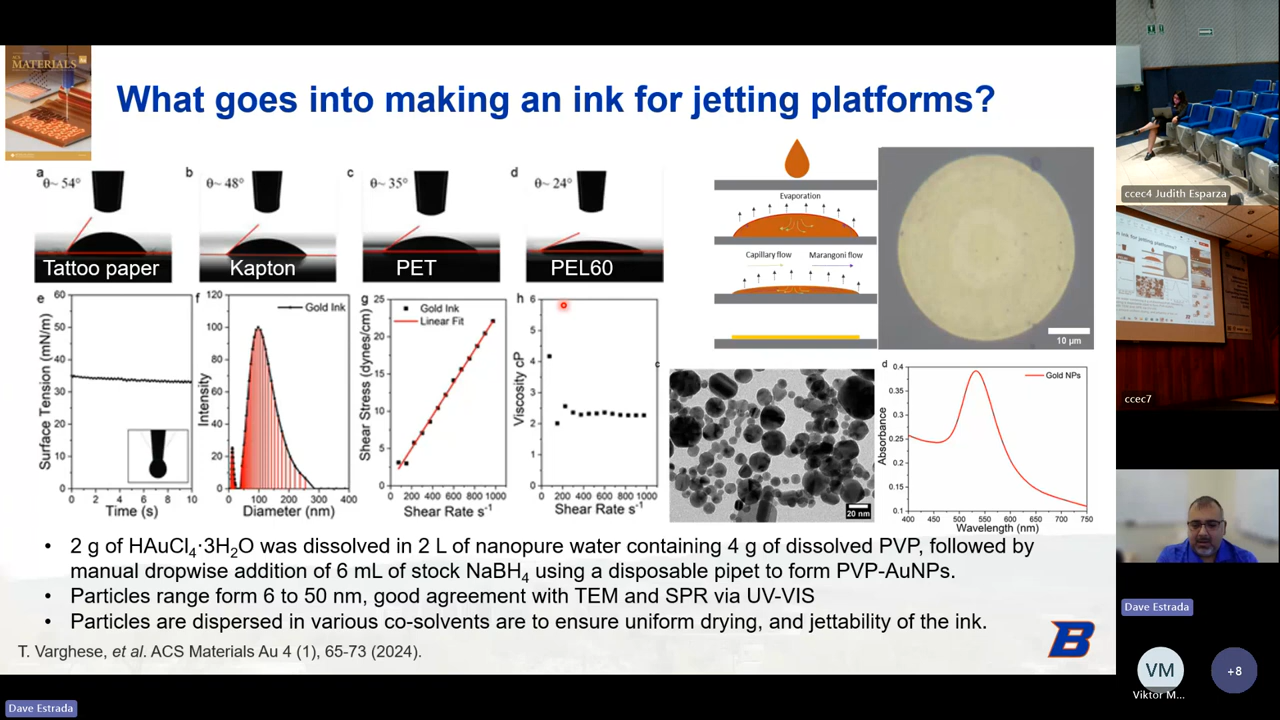 ACS
MATERIALS
Au
What goes into making an ink for jetting platforms?
a
θ~ 54°
b
θ~ 48°
c
θ~ 35°
d
θ~ 24°
Tattoo paper
Kapton
PET
PEL60
Evaporation
Capillary flow
Marangoni flow
10 µm
e
60
50
40
30
20
10
0
Surface Tension (mN/m)
0 2 4 6 8 10
Time (s)
f
120
100
80
60
40
20
0
Intensity
Gold Ink
0 100 200 300 400
Diameter (nm)
g
25
20
15
10
5
0
Shear Stress (dynes/cm)
Gold Ink
Linear Fit
0 200 400 600 800 1000
Shear Rate s-1
h
6
5
4
3
2
1
0
Viscosity cP
0 200 400 600 800 1000
Shear Rate s-1
c
20 nm
d
0.4
0.35
0.3
0.25
0.2
0.15
0.1
Absorbance
Gold NPs
400 450 500 550 600 650 700 750
Wavelength (nm)
• 2 g of HAuCl4·3H2O was dissolved in 2 L of nanopure water containing 4 g of dissolved PVP, followed by
manual dropwise addition of 6 mL of stock NaBH4 using a disposable pipet to form PVP-AuNPs.
• Particles range form 6 to 50 nm, good agreement with TEM and SPR via UV-VIS
• Particles are dispersed in various co-solvents are to ensure uniform drying, and jettability of the ink.
T. Varghese, et al. ACS Materials Au 4 (1), 65-73 (2024).
B
Dave Estrada
ccec4 Judith Esparza
ccec7
Dave Estrada
VM
Viktor M...
+8